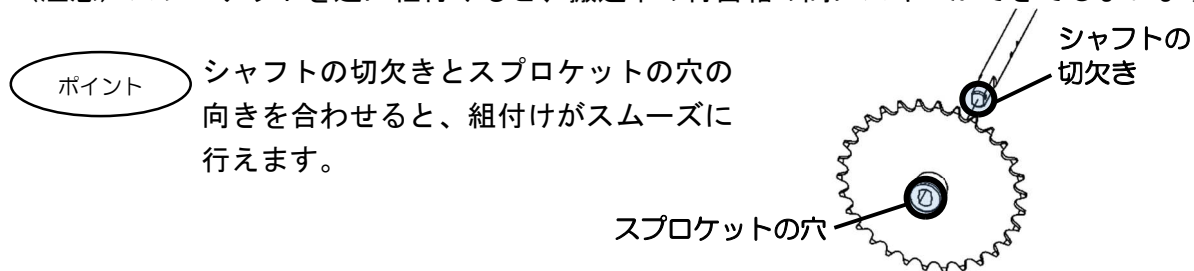 ポイント
シャフトの切欠きとスプロケットの穴の
向きを合わせると、組付けがスムーズに
行えます。
シャフトの
切欠き
スプロケットの穴